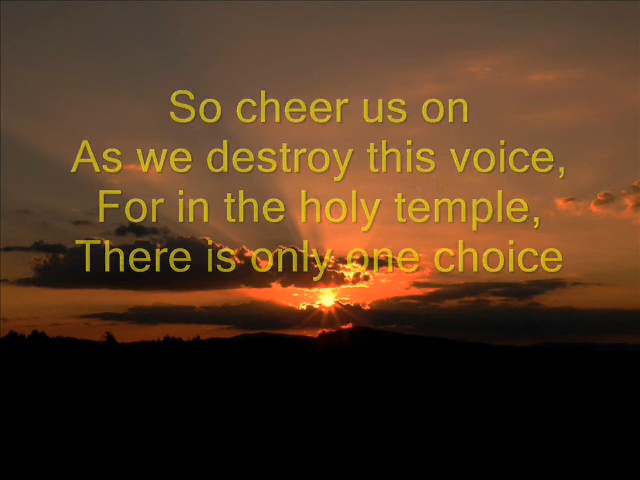 So cheer us on
As we destroy this voice,
For in the holy temple,
There is only one choice